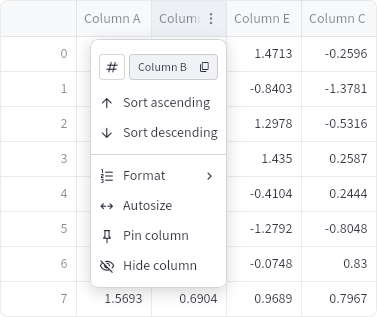 Column A Colum Column E Column C
0 1.4713 -0.2596
# Column B
1 -0.8403 -1.3781
Sort ascending
2 1.2978 -0.5316
Sort descending
3 1.435 0.2587
Format
4 -0.4104 0.2444
Autosize
5 -1.2792 -0.8048
Pin column
6 -0.0748 0.83
Hide column
7 1.5693 0.6904 0.9689 0.7967